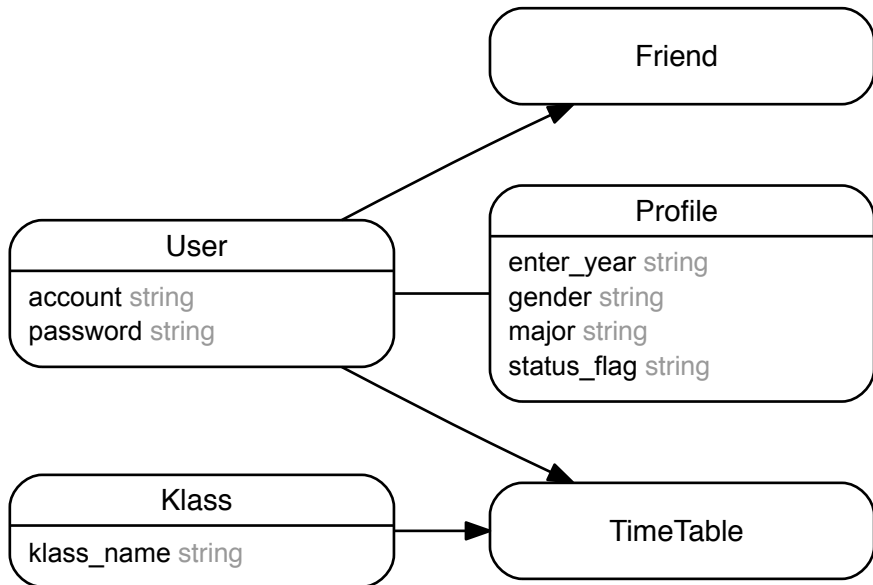 Friend
User
account string
password string
Profile
enter_year string
gender string
major string
status_flag string
Klass
klass_name string
TimeTable